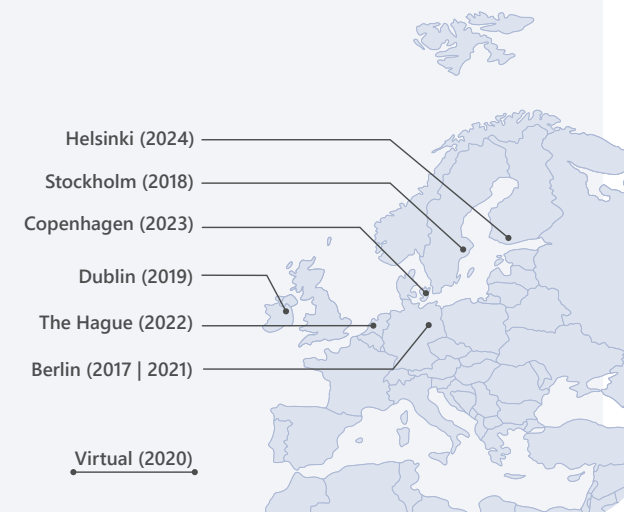 Helsinki (2024)
Stockholm (2018)
Copenhagen (2023)
Dublin (2019)
The Hague (2022)
Berlin (2017 | 2021)
Virtual (2020)